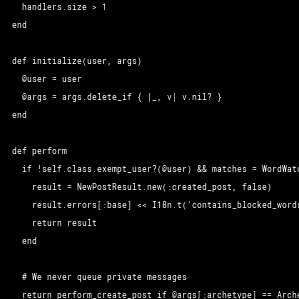 handlers.size > 1
end
def initialize(user, args)
@user = user
@args = args.delete_if { |_, v| v.nil? }
end
def perform
if !self.class.exempt_user?(@user) && matches = WordWatc
result = NewPostResult.new(:created_post, false)
result.errors[:base] << I18n.t('contains_blocked_words
return result
end
# We never queue private messages
return perform_create_post if @args[:archetype] == Arche